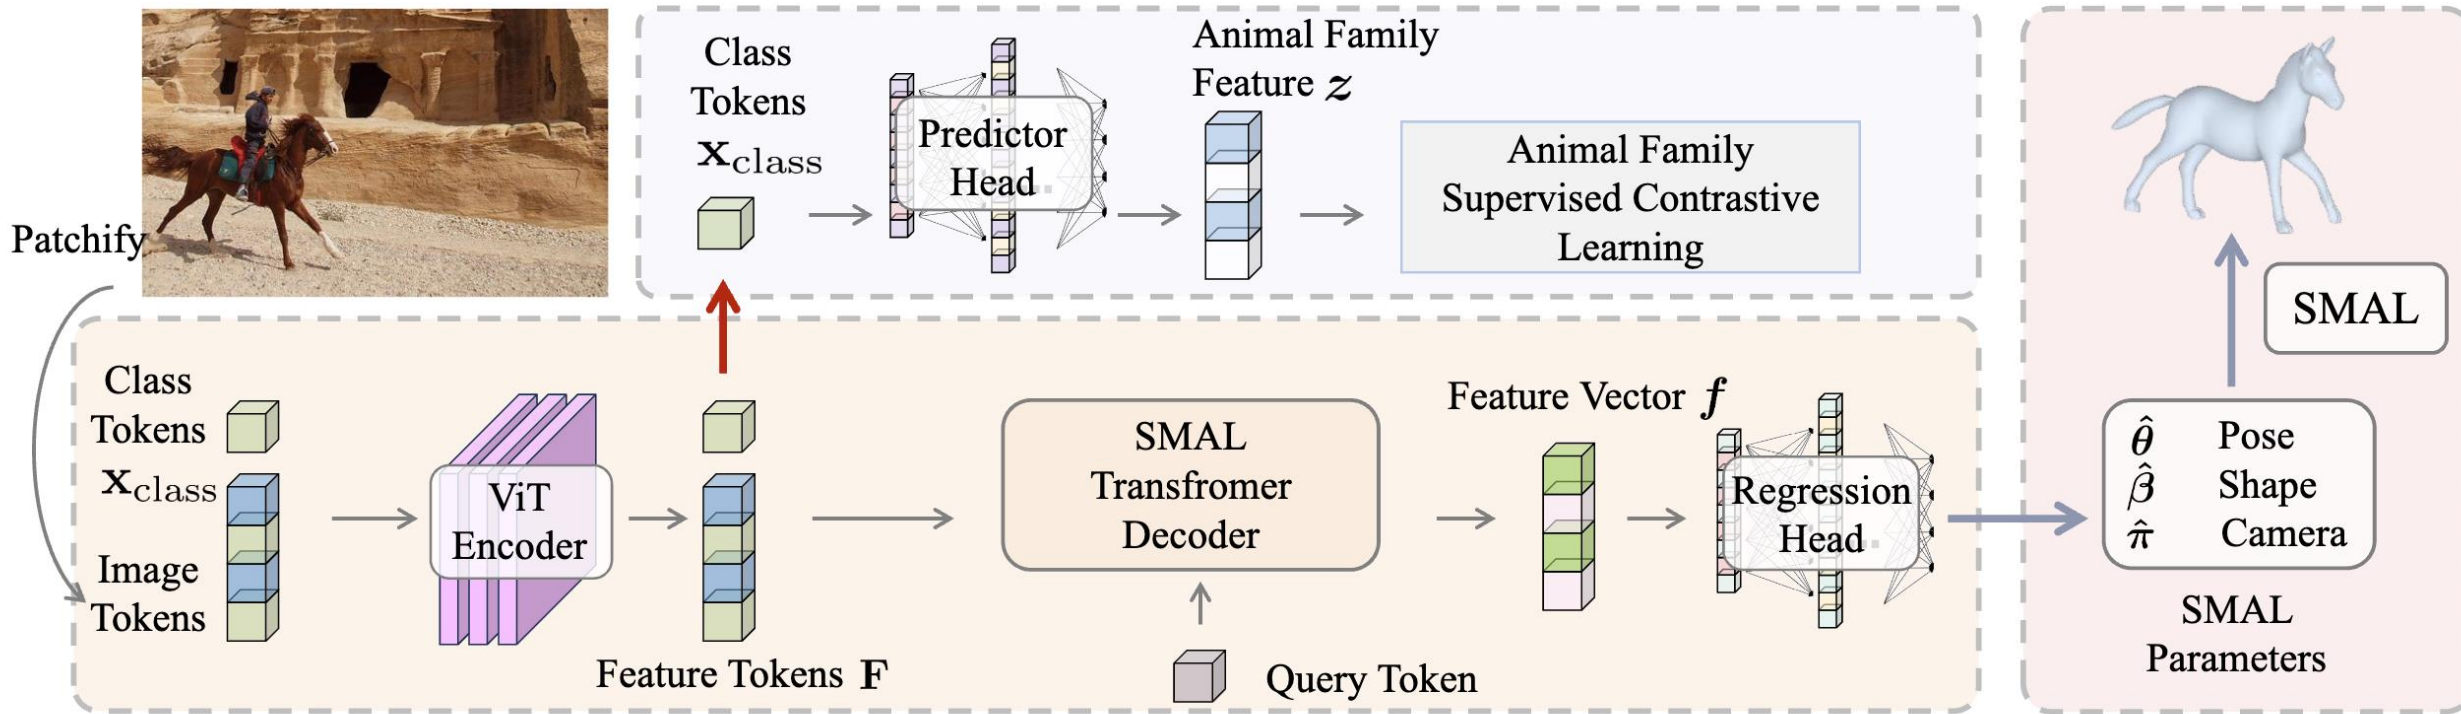 Patchify
Class
Tokens
x_class
Predictor
Head
Animal Family
Feature z
Animal Family
Supervised Contrastive
Learning
Class
Tokens
x_class
Image
Tokens
ViT
Encoder
Feature Tokens F
SMAL
Transfromer
Decoder
Query Token
Feature Vector f
Regression
Head
SMAL
θ̂ Pose
β̂ Shape
π̂ Camera
SMAL
Parameters